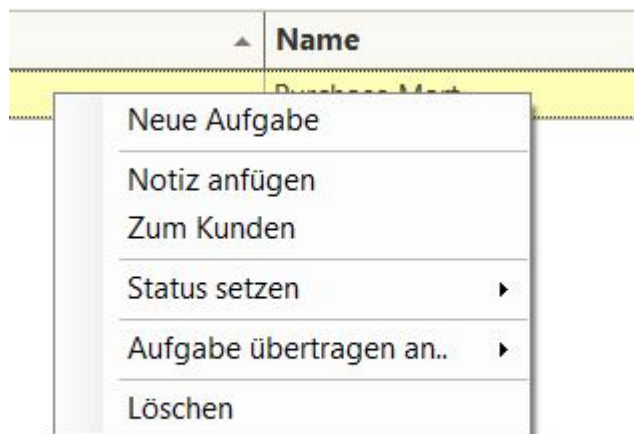 Name
Neue Aufgabe
Notiz anfügen
Zum Kunden
Status setzen
Aufgabe übertragen an..
Löschen